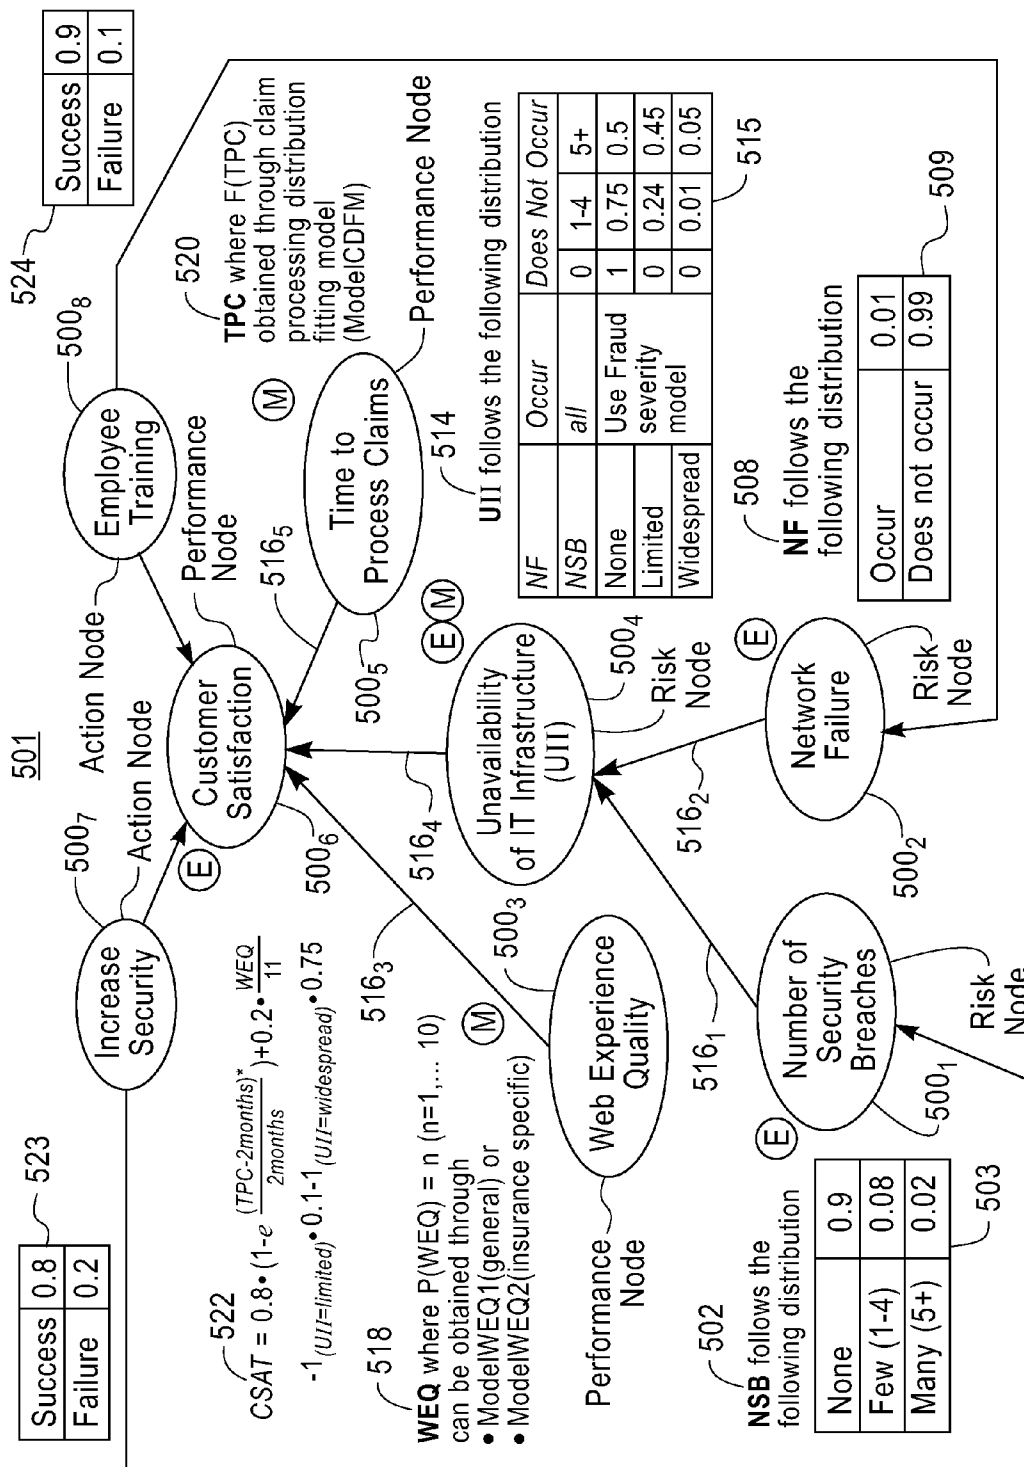 501
Success 0.8
Failure 0.2
523
Increase
Security
500₇
Action Node
Action Node
Employee
Training
500₈
524
Success 0.9
Failure 0.1
522
CSAT = 0.8• (1-e (TPC-2months)* / 2months )+0.2• WEQ / 11
-1(UII=limited)• 0.1-1(UII=widespread)• 0.75
E
Customer
Satisfaction
500₆
Performance
Node
516₅
M
520
TPC where F(TPC)
obtained through claim
processing distribution
fitting model
(ModelCDFM)
Time to
Process Claims
500₅
Performance Node
518
WEQ where P(WEQ) = n (n=1,... 10)
can be obtained through
• ModelWEQ1(general) or
• ModelWEQ2(insurance specific)
M
516₃
516₄
Web Experience
Quality
500₃
Performance
Node
E M
Unavailability
of IT Infrastructure
(UII)
500₄
Risk
Node
514
UII follows the following distribution
NF Occur Does Not Occur
NSB all 0 1-4 5+
None Use Fraud severity model 1 0.75 0.5
Limited 0 0.24 0.45
Widespread 0 0.01 0.05
515
516₁
516₂
502
NSB follows the
following distribution
None 0.9
Few (1-4) 0.08
Many (5+) 0.02
503
E
Number of
Security
Breaches
500₁
Risk
Node
E
Network
Failure
500₂
Risk
Node
508
NF follows the
following distribution
Occur 0.01
Does not occur 0.99
509